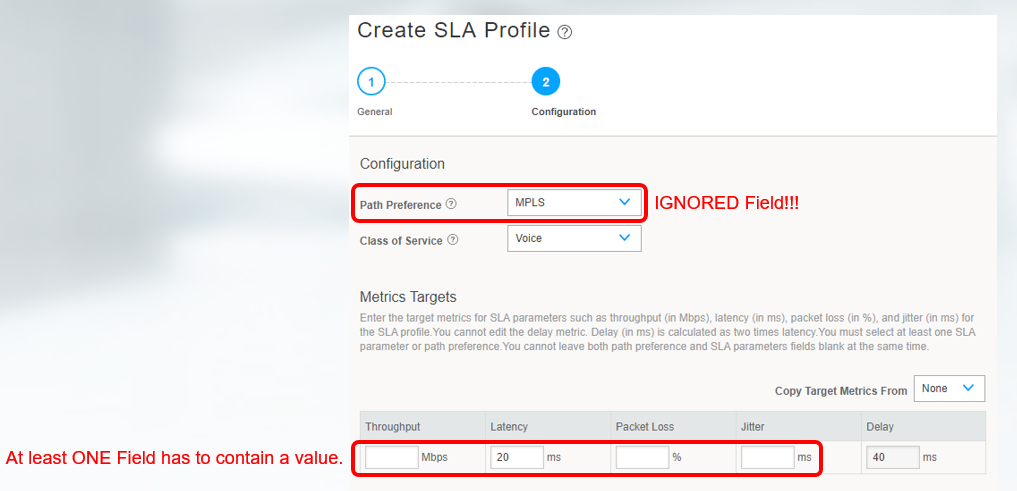 Create SLA Profile ?
1
2
General
Configuration
Configuration
Path Preference ? MPLS IGNORED Field!!!
Class of Service ? Voice
Metrics Targets
Enter the target metrics for SLA parameters such as throughput (in Mbps), latency (in ms), packet loss (in %), and jitter (in ms) for
the SLA profile.You cannot edit the delay metric. Delay (in ms) is calculated as two times latency.You must select at least one SLA
parameter or path preference.You cannot leave both path preference and SLA parameters fields blank at the same time.
Copy Target Metrics From None
Throughput Latency Packet Loss Jitter Delay
At least ONE Field has to contain a value. Mbps 20 ms % ms 40 ms